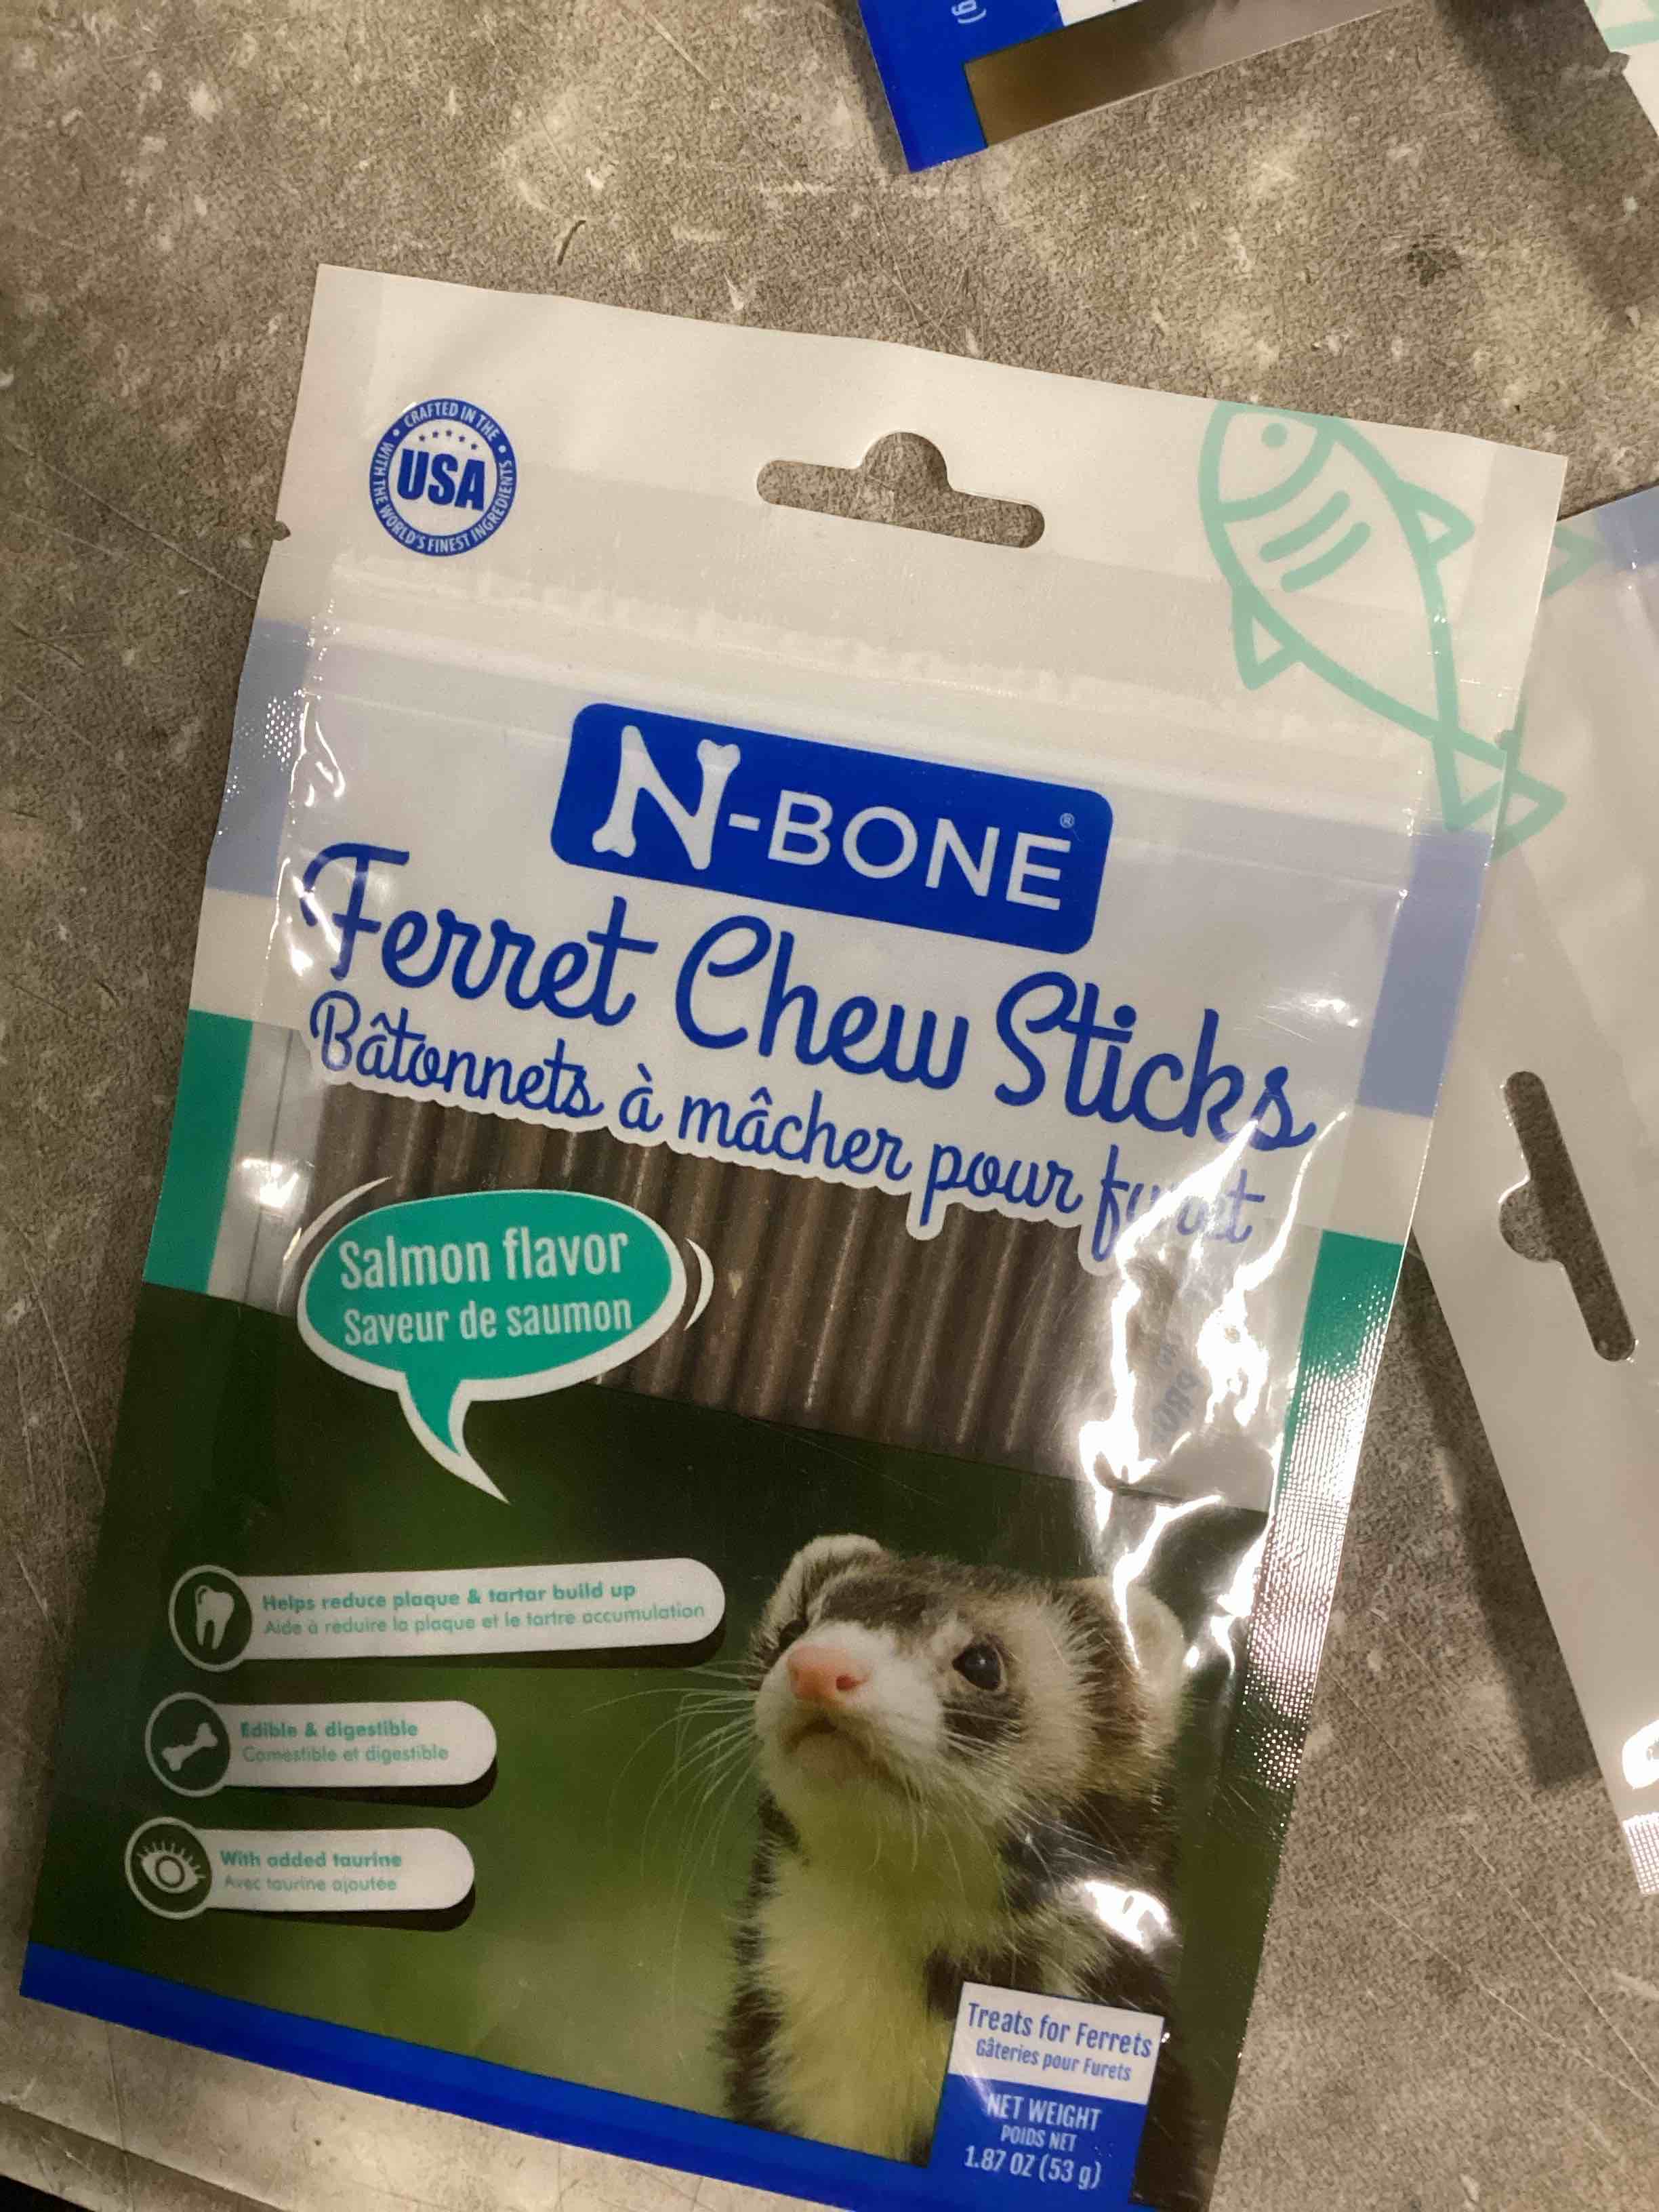 g)
CRAFTED IN THE
USA
WITH THE WORLD'S FINEST INGREDIENTS
N-BONE®
Ferret Chew Sticks
Bâtonnets à mâcher pour furet
Salmon flavor
Saveur de saumon
Helps reduce plaque & tartar build up
Aide à réduire la plaque et le tartre accumulation
Edible & digestible
Comestible et digestible
With added taurine
Avec taurine ajoutée
Treats for Ferrets
Gâteries pour Furets
NET WEIGHT
POIDS NET
1.87 OZ (53 g)